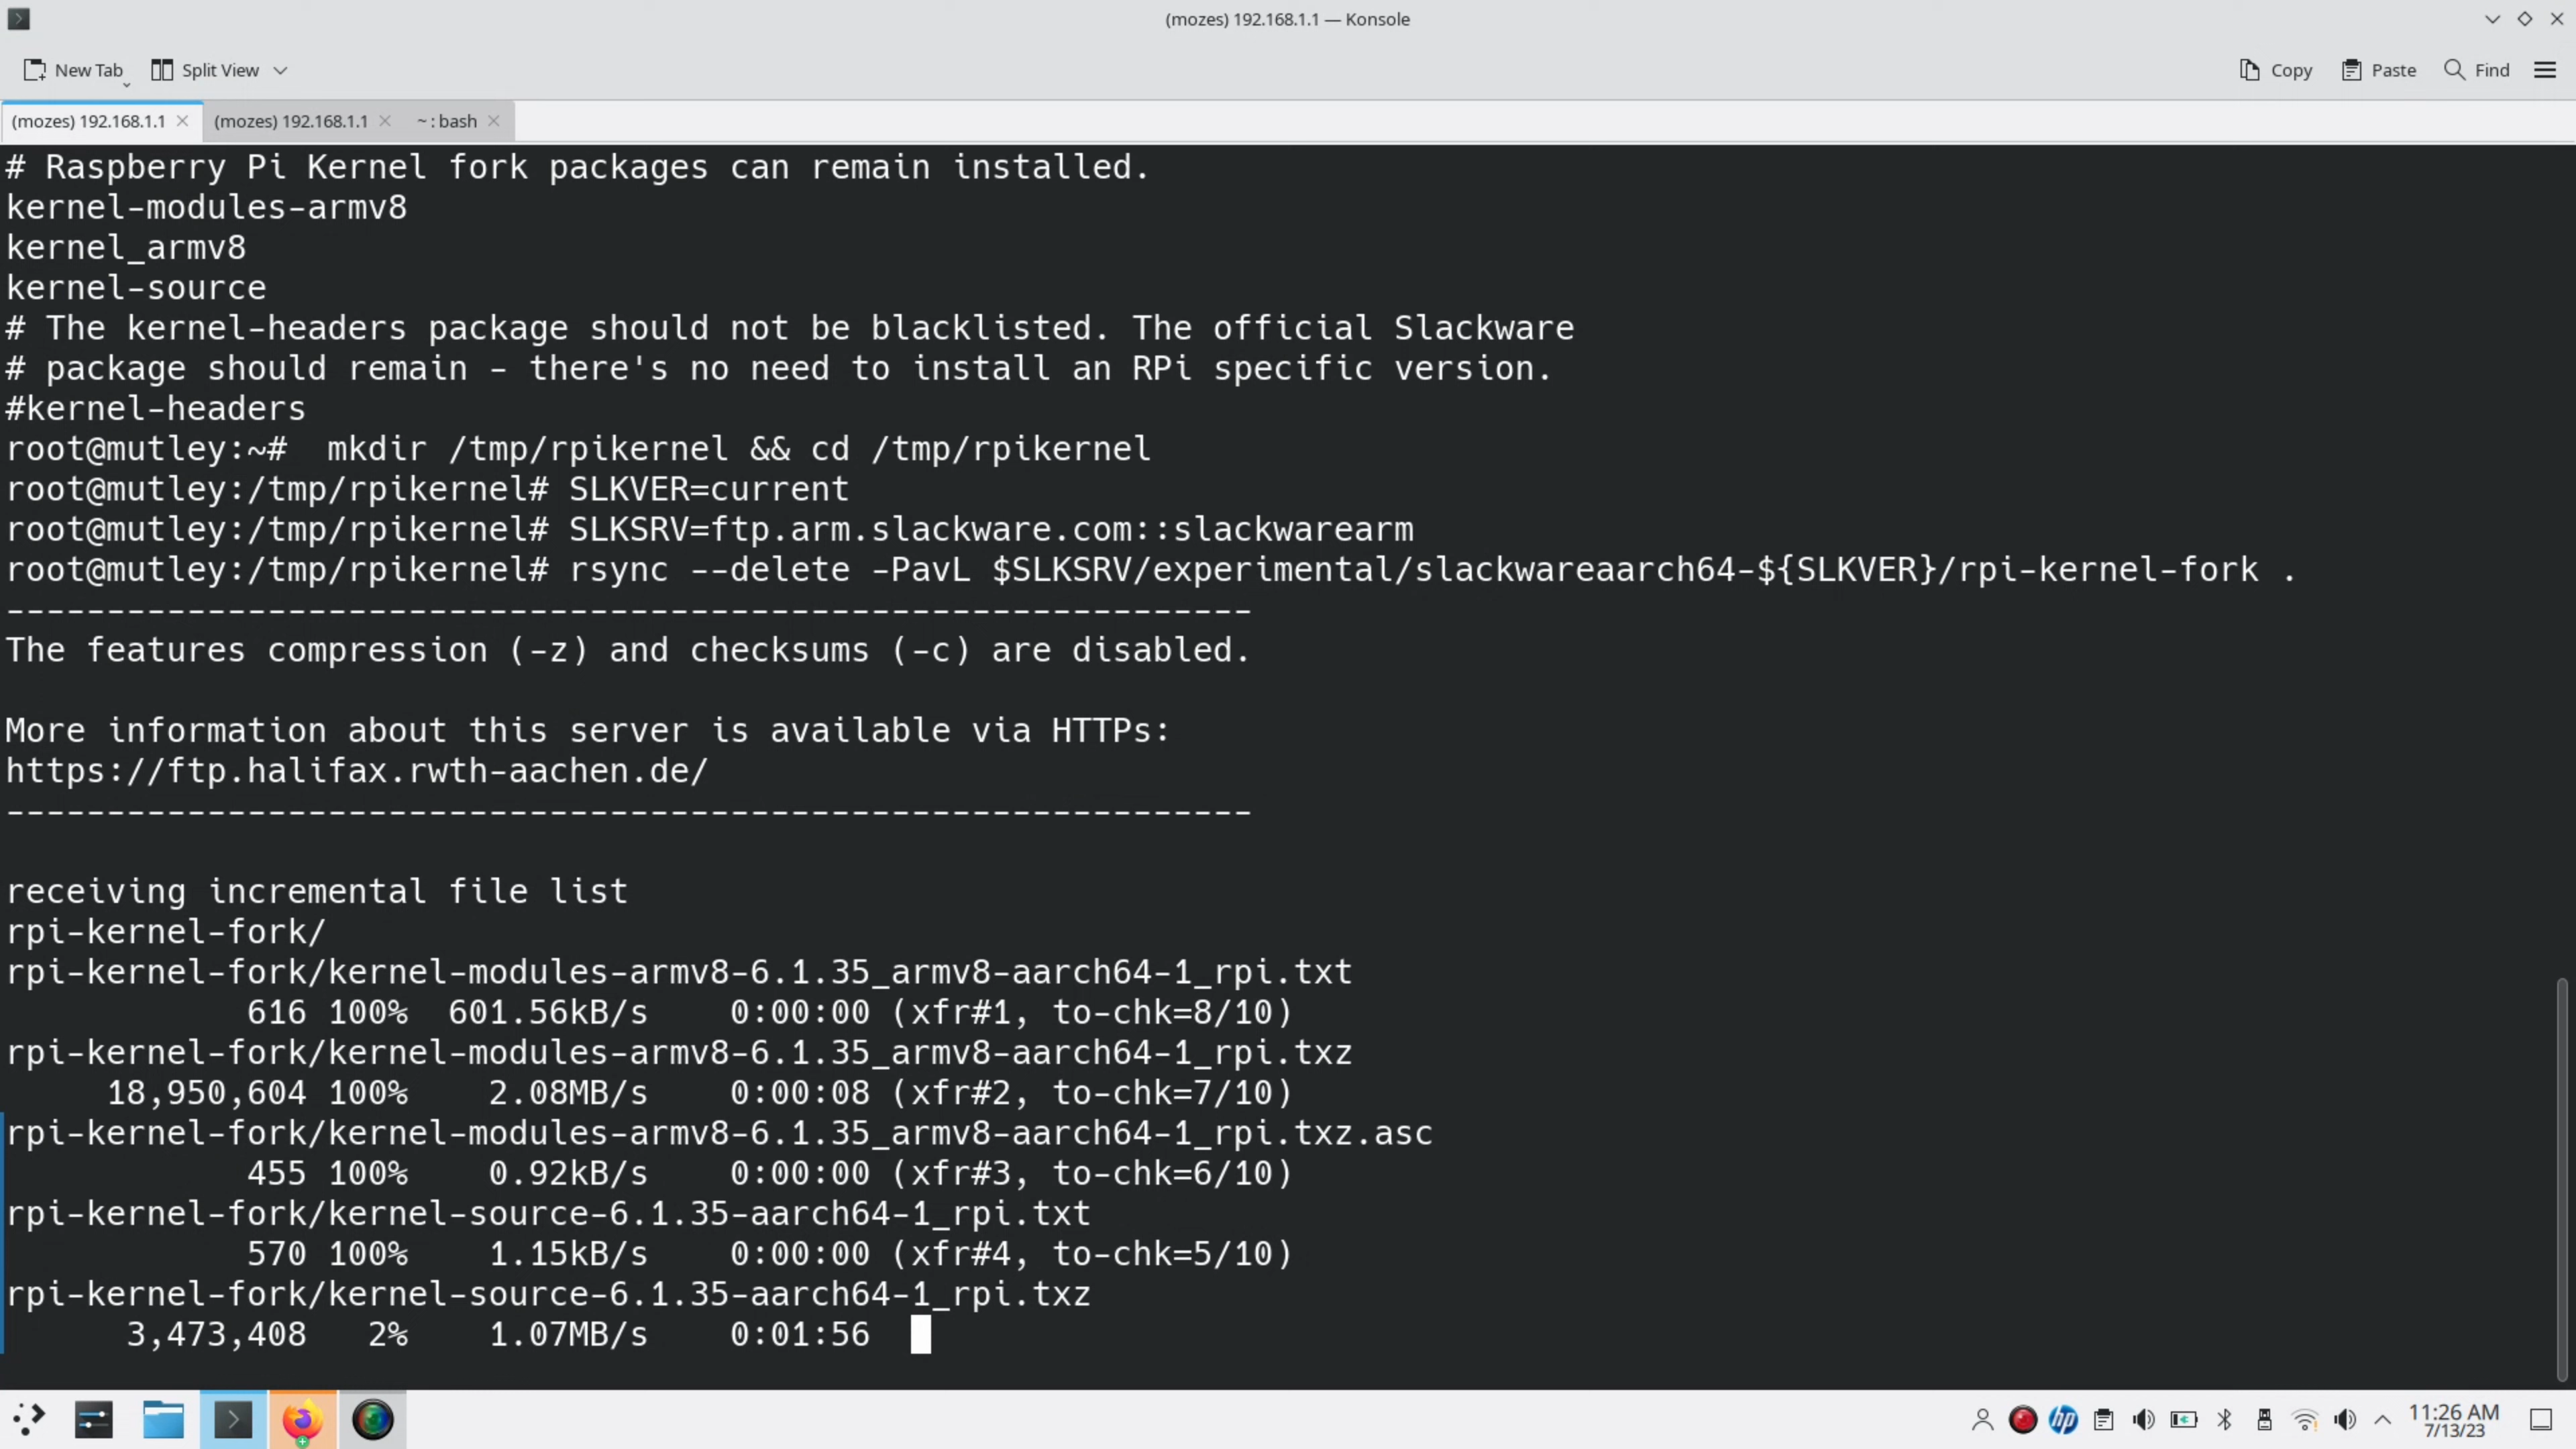 (mozes) 192.168.1.1 — Konsole
New Tab Split View Copy Paste Find
(mozes) 192.168.1.1 (mozes) 192.168.1.1 ~ : bash
# Raspberry Pi Kernel fork packages can remain installed.
kernel-modules-armv8
kernel_armv8
kernel-source
# The kernel-headers package should not be blacklisted. The official Slackware
# package should remain - there's no need to install an RPi specific version.
#kernel-headers
root@mutley:~#  mkdir /tmp/rpikernel && cd /tmp/rpikernel
root@mutley:/tmp/rpikernel# SLKVER=current
root@mutley:/tmp/rpikernel# SLKSRV=ftp.arm.slackware.com::slackwarearm
root@mutley:/tmp/rpikernel# rsync --delete -PavL $SLKSRV/experimental/slackwareaarch64-${SLKVER}/rpi-kernel-fork .
--------------------------------------------------------------
The features compression (-z) and checksums (-c) are disabled.
More information about this server is available via HTTPs:
https://ftp.halifax.rwth-aachen.de/
--------------------------------------------------------------
receiving incremental file list
rpi-kernel-fork/
rpi-kernel-fork/kernel-modules-armv8-6.1.35_armv8-aarch64-1_rpi.txt
616 100%  601.56kB/s    0:00:00 (xfr#1, to-chk=8/10)
rpi-kernel-fork/kernel-modules-armv8-6.1.35_armv8-aarch64-1_rpi.txz
18,950,604 100%    2.08MB/s    0:00:08 (xfr#2, to-chk=7/10)
rpi-kernel-fork/kernel-modules-armv8-6.1.35_armv8-aarch64-1_rpi.txz.asc
455 100%    0.92kB/s    0:00:00 (xfr#3, to-chk=6/10)
rpi-kernel-fork/kernel-source-6.1.35-aarch64-1_rpi.txt
570 100%    1.15kB/s    0:00:00 (xfr#4, to-chk=5/10)
rpi-kernel-fork/kernel-source-6.1.35-aarch64-1_rpi.txz
3,473,408   2%    1.07MB/s    0:01:56
hp
11:26 AM
7/13/23